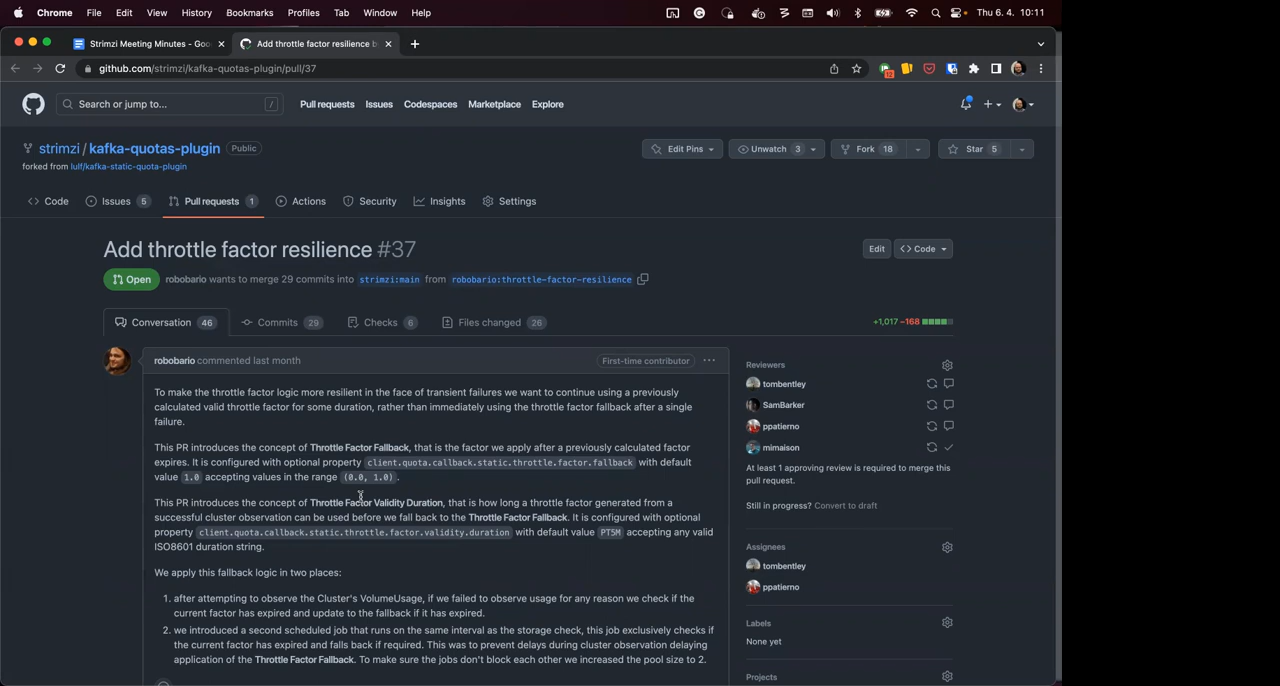 Chrome File Edit View History Bookmarks Profiles Tab Window Help Thu 6. 4. 10:11
Strimzi Meeting Minutes - Goo Add throttle factor resilience b
github.com/strimzi/kafka-quotas-plugin/pull/37 12
Search or jump to... / Pull requests Issues Codespaces Marketplace Explore
strimzi / kafka-quotas-plugin Public Edit Pins Unwatch 3 Fork 18 Star 5
forked from lulf/kafka-static-quota-plugin
Code Issues 5 Pull requests 1 Actions Security Insights Settings
Add throttle factor resilience #37 Edit Code
Open robobario wants to merge 29 commits into strimzi:main from robobario:throttle-factor-resilience
Conversation 46 Commits 29 Checks 6 Files changed 26 +1,017 −168
robobario commented last month First-time contributor ...
To make the throttle factor logic more resilient in the face of transient failures we want to continue using a previously
calculated valid throttle factor for some duration, rather than immediately using the throttle factor fallback after a single
failure.
This PR introduces the concept of Throttle Factor Fallback, that is the factor we apply after a previously calculated factor
expires. It is configured with optional property client.quota.callback.static.throttle.factor.fallback with default
value 1.0 accepting values in the range (0.0, 1.0).
This PR introduces the concept of Throttle Factor Validity Duration, that is how long a throttle factor generated from a
successful cluster observation can be used before we fall back to the Throttle Factor Fallback. It is configured with optional
property client.quota.callback.static.throttle.factor.validity.duration with default value PT5M accepting any valid
ISO8601 duration string.
We apply this fallback logic in two places:
1. after attempting to observe the Cluster's VolumeUsage, if we failed to observe usage for any reason we check if the
current factor has expired and update to the fallback if it has expired.
2. we introduced a second scheduled job that runs on the same interval as the storage check, this job exclusively checks if
the current factor has expired and falls back if required. This was to prevent delays during cluster observation delaying
application of the Throttle Factor Fallback. To make sure the jobs don't block each other we increased the pool size to 2.
Reviewers
tombentley
SamBarker
ppatierno
mimaison
At least 1 approving review is required to merge this
pull request.
Still in progress? Convert to draft
Assignees
tombentley
ppatierno
Labels
None yet
Projects